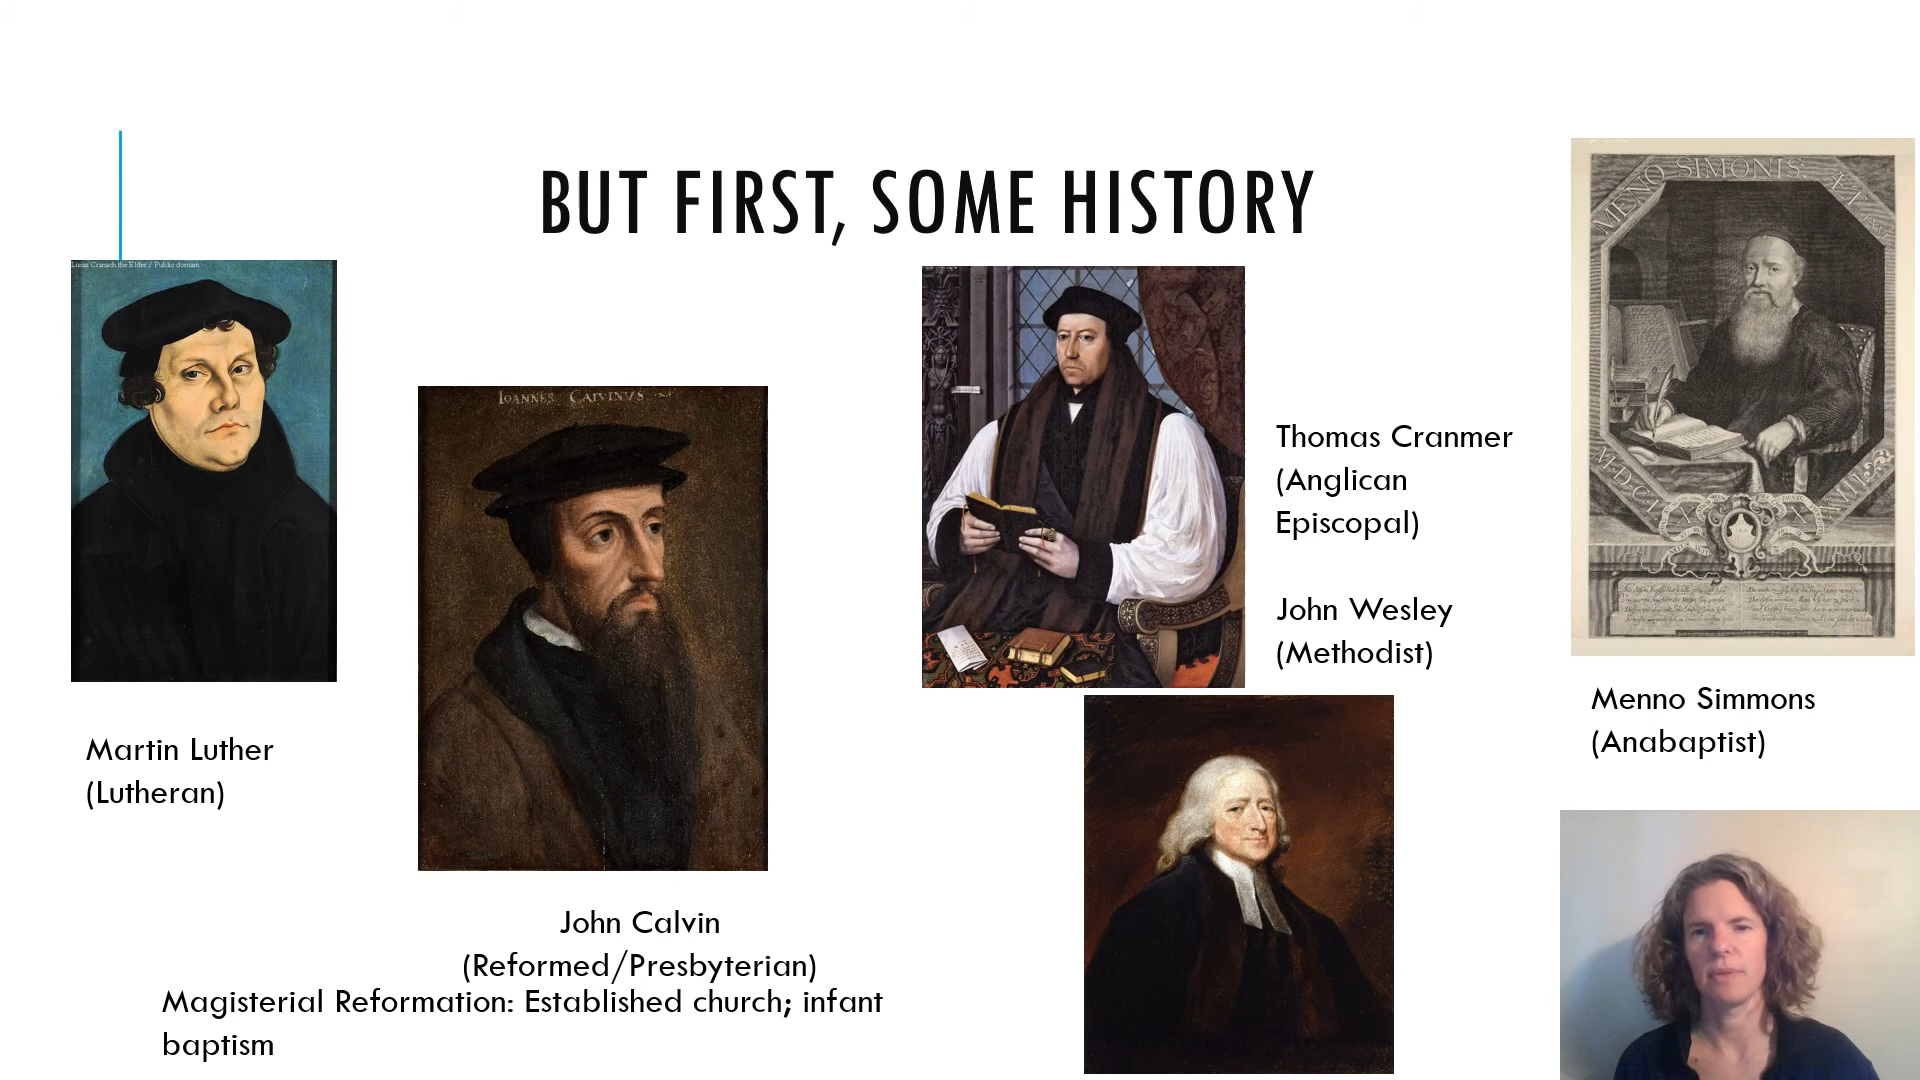 BUT FIRST, SOME HISTORY
Lucas Cranach the Elder / Public domain
Martin Luther
(Lutheran)
IOANNES CALVINVS
John Calvin
(Reformed/Presbyterian)
Magisterial Reformation: Established church; infant
baptism
Thomas Cranmer
(Anglican
Episcopal)
John Wesley
(Methodist)
MENNO SIMONIS
Menno Simmons
(Anabaptist)